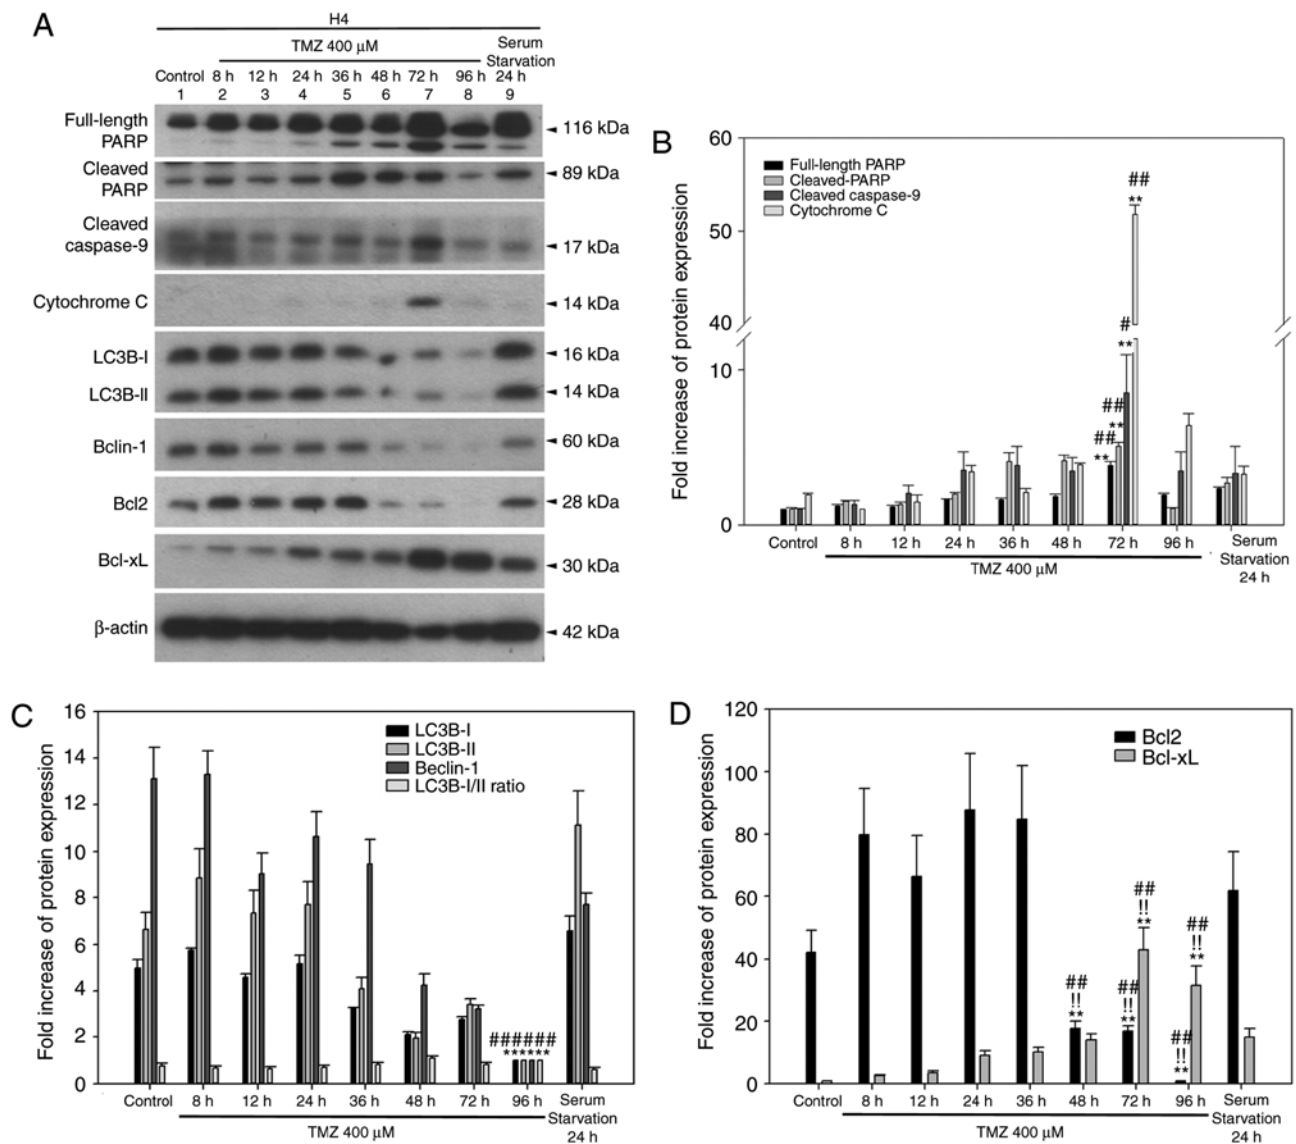 A
H4
TMZ 400 µM
Serum
Starvation
Control 8 h 12 h 24 h 36 h 48 h 72 h 96 h 24 h
1 2 3 4 5 6 7 8 9
Full-length
PARP
116 kDa
Cleaved
PARP
89 kDa
Cleaved
caspase-9
17 kDa
Cytochrome C
14 kDa
LC3B-I
16 kDa
LC3B-II
14 kDa
Bclin-1
60 kDa
Bcl2
28 kDa
Bcl-xL
30 kDa
β-actin
42 kDa
B
Fold increase of protein expression
60
50
40
10
0
Full-length PARP
Cleaved-PARP
Cleaved caspase-9
Cytochrome C
##
**
#
**
##
**
##
**
Control 8 h 12 h 24 h 36 h 48 h 72 h 96 h Serum
Starvation
24 h
TMZ 400 µM
C
Fold increase of protein expression
16
14
12
10
8
6
4
2
0
LC3B-I
LC3B-II
Beclin-1
LC3B-I/II ratio
######
******
Control 8 h 12 h 24 h 36 h 48 h 72 h 96 h Serum
Starvation
24 h
TMZ 400 µM
D
Fold increase of protein expression
120
100
80
60
40
20
0
Bcl2
Bcl-xL
##
!!
**
##
!!
**
##
!!
**
##
!!
**
##
!!
**
Control 8 h 12 h 24 h 36 h 48 h 72 h 96 h Serum
Starvation
24 h
TMZ 400 µM